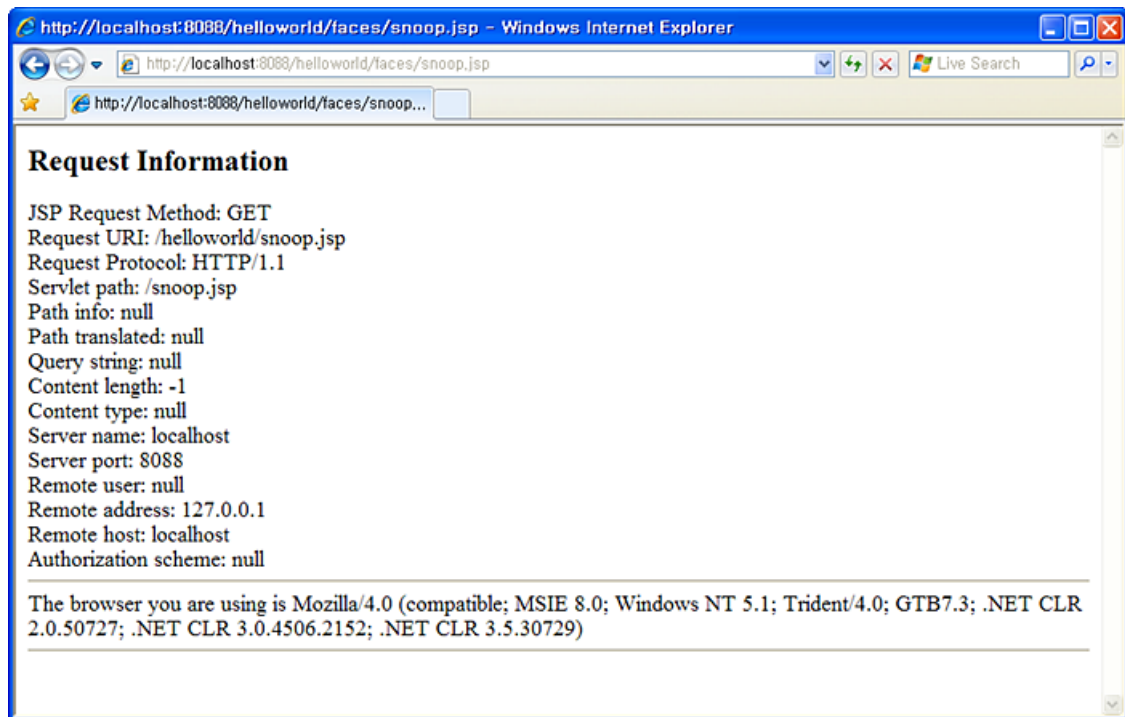 http://localhost:8088/helloworld/faces/snoop.jsp - Windows Internet Explorer
http://localhost:8088/helloworld/faces/snoop.jsp
Live Search
http://localhost:8088/helloworld/faces/snoop...
Request Information
JSP Request Method: GET
Request URI: /helloworld/snoop.jsp
Request Protocol: HTTP/1.1
Servlet path: /snoop.jsp
Path info: null
Path translated: null
Query string: null
Content length: -1
Content type: null
Server name: localhost
Server port: 8088
Remote user: null
Remote address: 127.0.0.1
Remote host: localhost
Authorization scheme: null
The browser you are using is Mozilla/4.0 (compatible; MSIE 8.0; Windows NT 5.1; Trident/4.0; GTB7.3; .NET CLR
2.0.50727; .NET CLR 3.0.4506.2152; .NET CLR 3.5.30729)